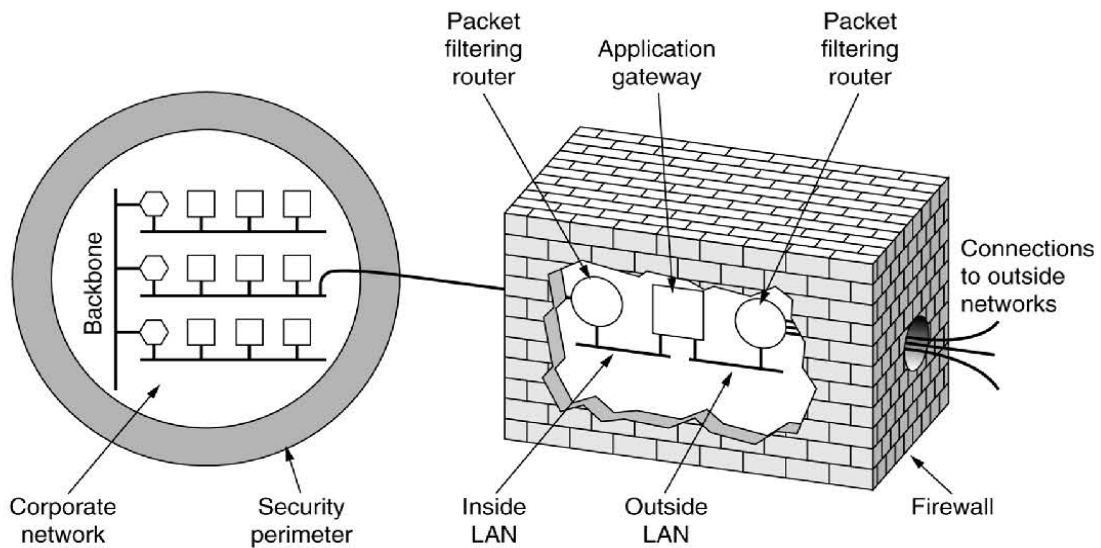 Packet
filtering
router
Application
gateway
Packet
filtering
router
Backbone
Connections
to outside
networks
Corporate
network
Security
perimeter
Inside
LAN
Outside
LAN
Firewall